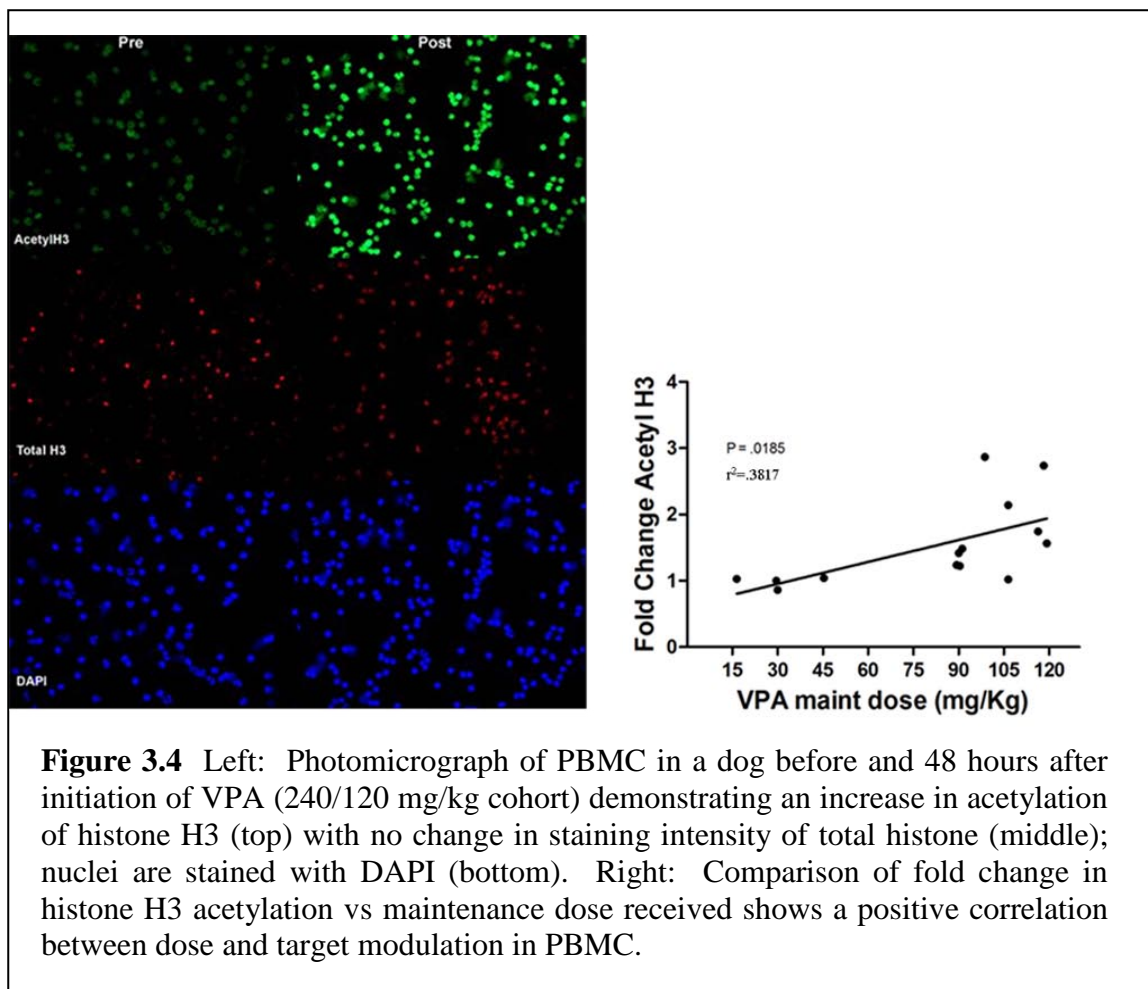 Pre Post
AcetylH3
Total H3
DAPI
Fold Change Acetyl H3
4
3
2
1
0
P = .0185
r²=.3817
15 30 45 60 75 90 105 120
VPA maint dose (mg/Kg)
Figure 3.4 Left: Photomicrograph of PBMC in a dog before and 48 hours after
initiation of VPA (240/120 mg/kg cohort) demonstrating an increase in acetylation
of histone H3 (top) with no change in staining intensity of total histone (middle);
nuclei are stained with DAPI (bottom). Right: Comparison of fold change in
histone H3 acetylation vs maintenance dose received shows a positive correlation
between dose and target modulation in PBMC.